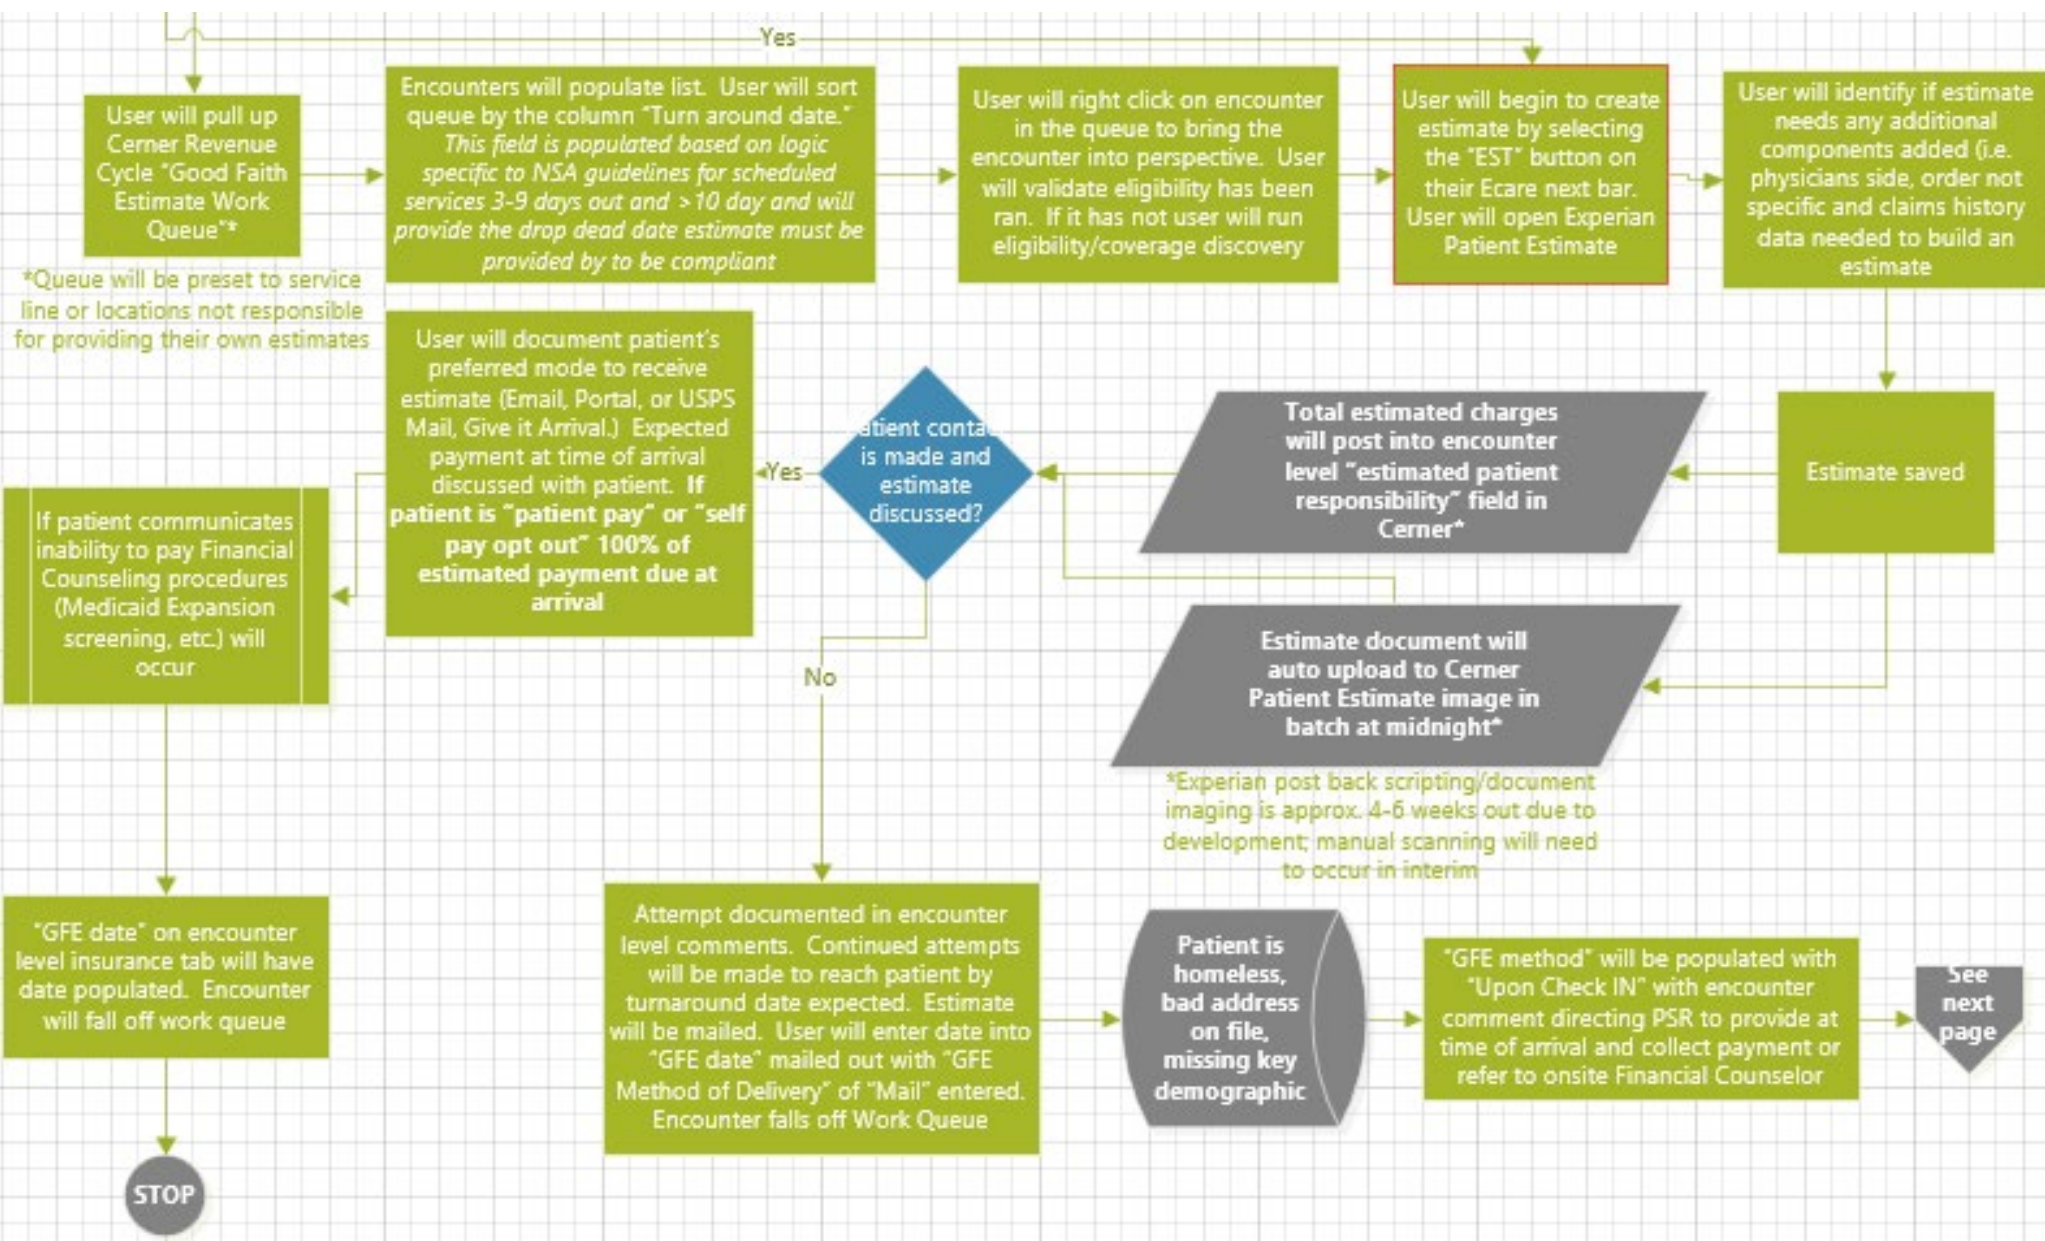 Yes
User will pull up
Cerner Revenue
Cycle "Good Faith
Estimate Work
Queue"*
*Queue will be preset to service
line or locations not responsible
for providing their own estimates
Encounters will populate list.  User will sort
queue by the column "Turn around date."
This field is populated based on logic
specific to NSA guidelines for scheduled
services 3-9 days out and >10 day and will
provide the drop dead date estimate must be
provided by to be compliant
User will right click on encounter
in the queue to bring the
encounter into perspective.  User
will validate eligibility has been
ran.  If it has not user will run
eligibility/coverage discovery
User will begin to create
estimate by selecting
the "EST" button on
their Ecare next bar.
User will open Experian
Patient Estimate
User will identify if estimate
needs any additional
components added (i.e.
physicians side, order not
specific and claims history
data needed to build an
estimate
Estimate saved
Total estimated charges
will post into encounter
level "estimated patient
responsibility" field in
Cerner*
Estimate document will
auto upload to Cerner
Patient Estimate image in
batch at midnight*
*Experian post back scripting/document
imaging is approx. 4-6 weeks out due to
development; manual scanning will need
to occur in interim
atient conta
is made and
estimate
discussed?
Yes
User will document patient's
preferred mode to receive
estimate (Email, Portal, or USPS
Mail, Give it Arrival.)  Expected
payment at time of arrival
discussed with patient.  If
patient is "patient pay" or "self
pay opt out" 100% of
estimated payment due at
arrival
If patient communicates
inability to pay Financial
Counseling procedures
(Medicaid Expansion
screening, etc.) will
occur
"GFE date" on encounter
level insurance tab will have
date populated.  Encounter
will fall off work queue
STOP
No
Attempt documented in encounter
level comments.  Continued attempts
will be made to reach patient by
turnaround date expected.  Estimate
will be mailed.  User will enter date into
"GFE date" mailed out with "GFE
Method of Delivery" of "Mail" entered.
Encounter falls off Work Queue
Patient is
homeless,
bad address
on file,
missing key
demographic
"GFE method" will be populated with
"Upon Check IN" with encounter
comment directing PSR to provide at
time of arrival and collect payment or
refer to onsite Financial Counselor
See
next
page